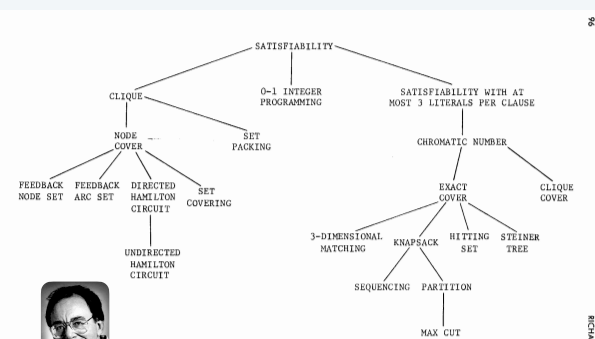 96
SATISFIABILITY
CLIQUE
0-1 INTEGER
PROGRAMMING
SATISFIABILITY WITH AT
MOST 3 LITERALS PER CLAUSE
NODE
COVER
SET
PACKING
CHROMATIC NUMBER
FEEDBACK
NODE SET
FEEDBACK
ARC SET
DIRECTED
HAMILTON
CIRCUIT
SET
COVERING
EXACT
COVER
CLIQUE
COVER
3-DIMENSIONAL
MATCHING
KNAPSACK
HITTING
SET
STEINER
TREE
UNDIRECTED
HAMILTON
CIRCUIT
SEQUENCING
PARTITION
MAX CUT
RICHA